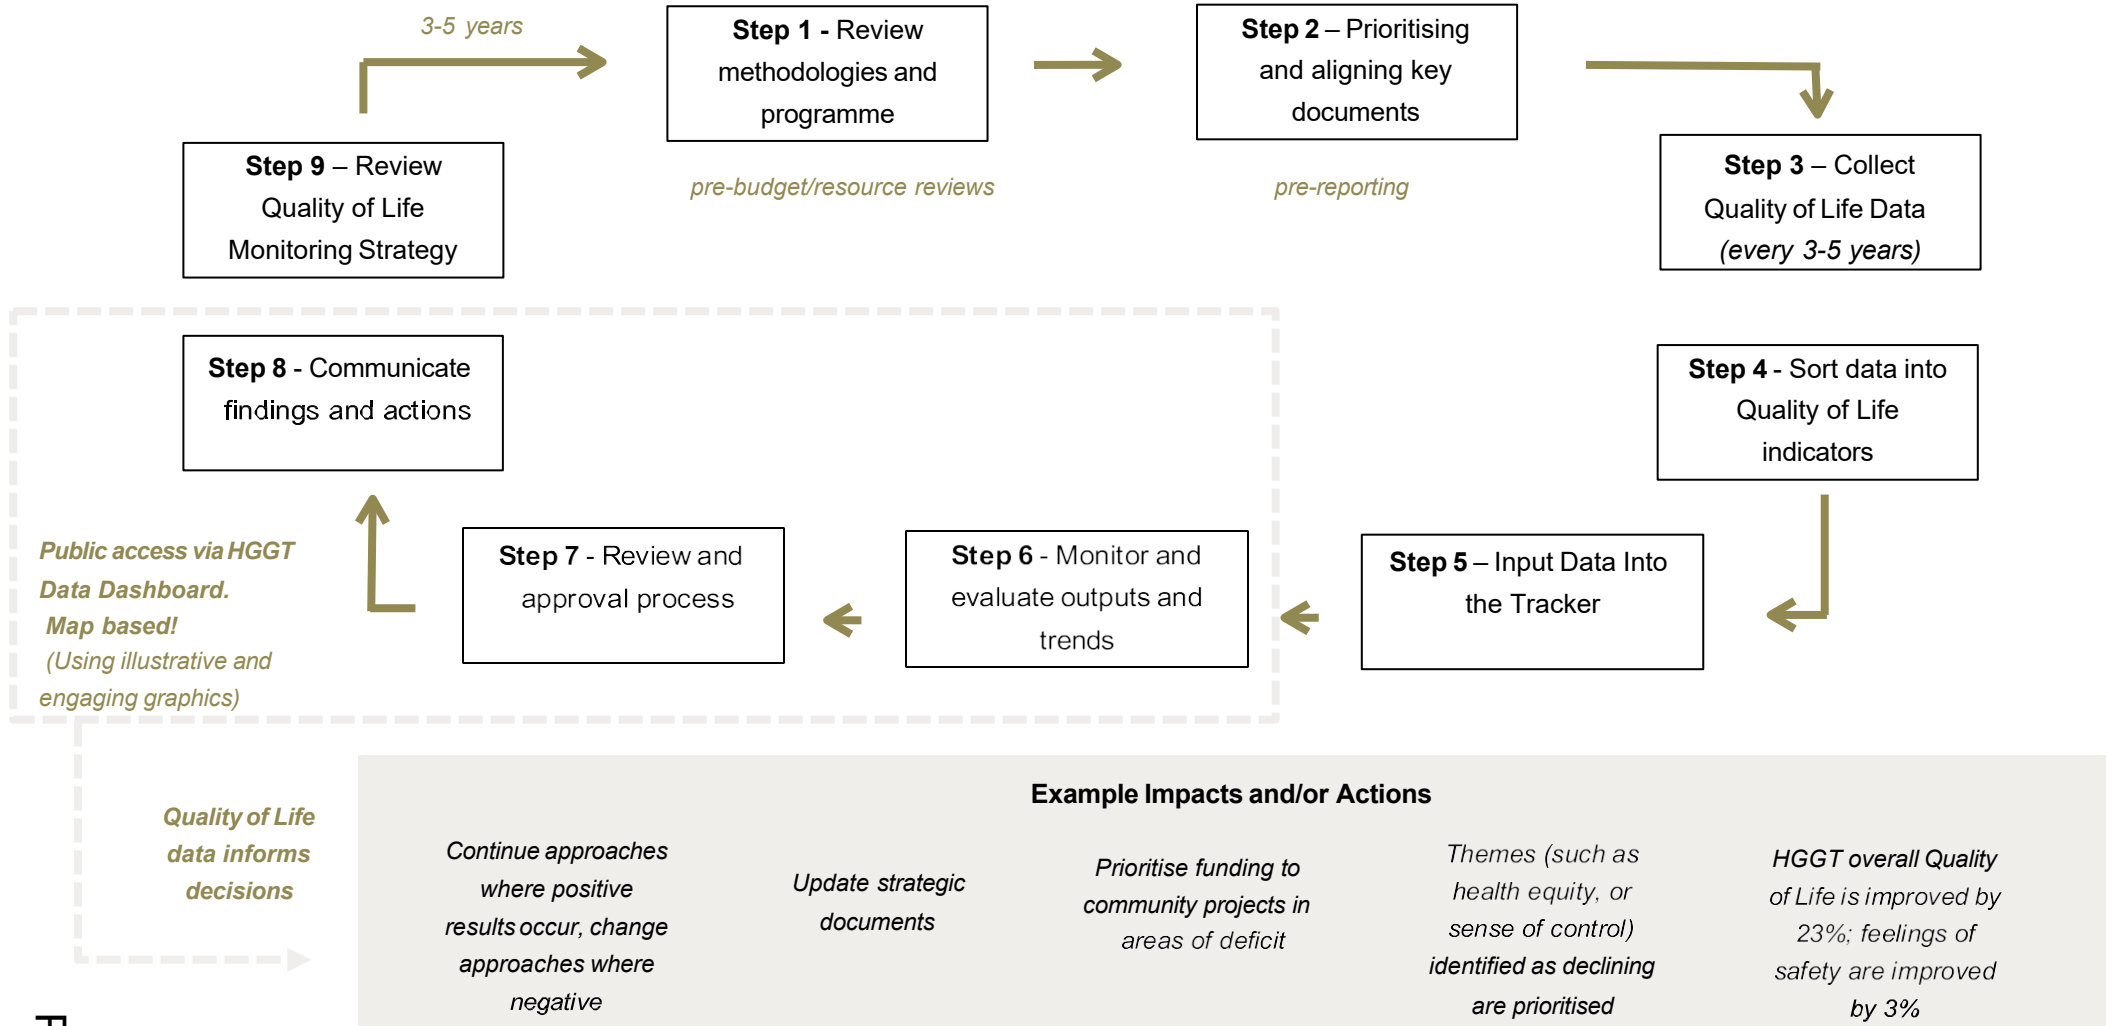 3-5 years
Step 1 - Review
methodologies and
programme
pre-budget/resource reviews
Step 2 – Prioritising
and aligning key
documents
pre-reporting
Step 3 – Collect
Quality of Life Data
(every 3-5 years)
Step 4 - Sort data into
Quality of Life
indicators
Step 5 – Input Data Into
the Tracker
Step 6 - Monitor and
evaluate outputs and
trends
Step 7 - Review and
approval process
Step 8 - Communicate
findings and actions
Step 9 – Review
Quality of Life
Monitoring Strategy
Public access via HGGT
Data Dashboard.
Map based!
(Using illustrative and
engaging graphics)
Quality of Life
data informs
decisions
Example Impacts and/or Actions
Continue approaches
where positive
results occur, change
approaches where
negative
Update strategic
documents
Prioritise funding to
community projects in
areas of deficit
Themes (such as
health equity, or
sense of control)
identified as declining
are prioritised
HGGT overall Quality
of Life is improved by
23%; feelings of
safety are improved
by 3%